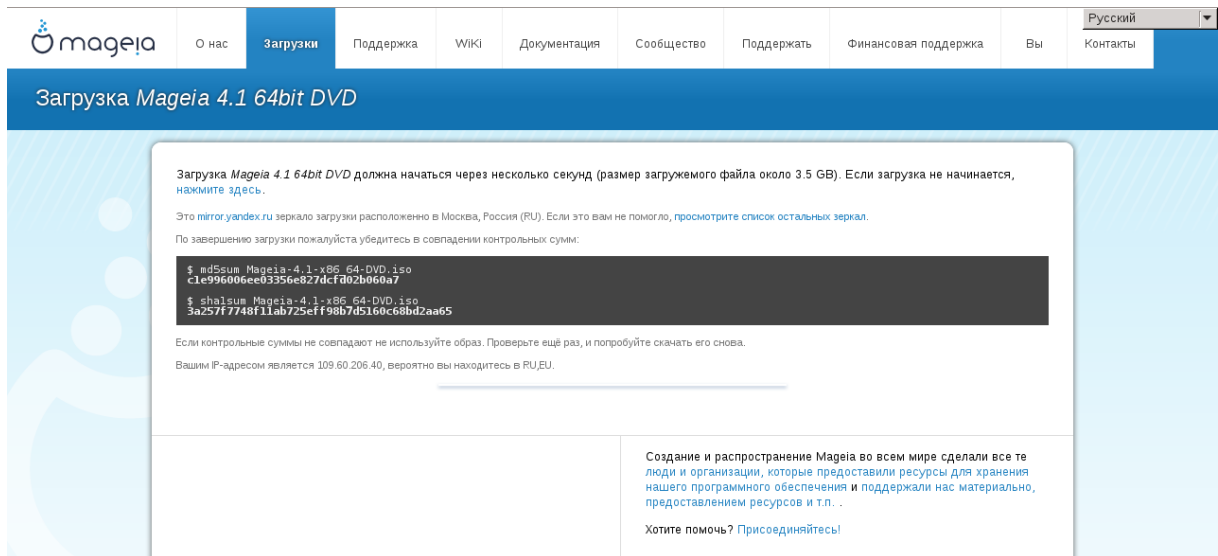 Русский
mageia
О нас
Загрузки
Поддержка
WiKi
Документация
Сообщество
Поддержать
Финансовая поддержка
Вы
Контакты
Загрузка Mageia 4.1 64bit DVD
Загрузка Mageia 4.1 64bit DVD должна начаться через несколько секунд (размер загружемого файла около 3.5 GB). Если загрузка не начинается,
нажмите здесь.
Это mirror.yandex.ru зеркало загрузки расположенно в Москва, Россия (RU). Если это вам не помогло, просмотрите список остальных зеркал.
По завершению загрузки пожалуйста убедитесь в совпадении контрольных сумм:
$ md5sum Mageia-4.1-x86_64-DVD.iso
c1e996006ee03356e827dcfd02b060a7
$ sha1sum Mageia-4.1-x86_64-DVD.iso
3a257f7748f11ab725eff98b7d5160c68bd2aa65
Если контрольные суммы не совпадают не используйте образ. Проверьте ещё раз, и попробуйте скачать его снова.
Вашим IP-адресом является 109.60.206.40, вероятно вы находитесь в RU,EU.
Создание и распространение Mageia во всем мире сделали все те
люди и организации, которые предоставили ресурсы для хранения
нашего программного обеспечения и поддержали нас материально,
предоставлением ресурсов и т.п. .
Хотите помочь? Присоединяйтесь!